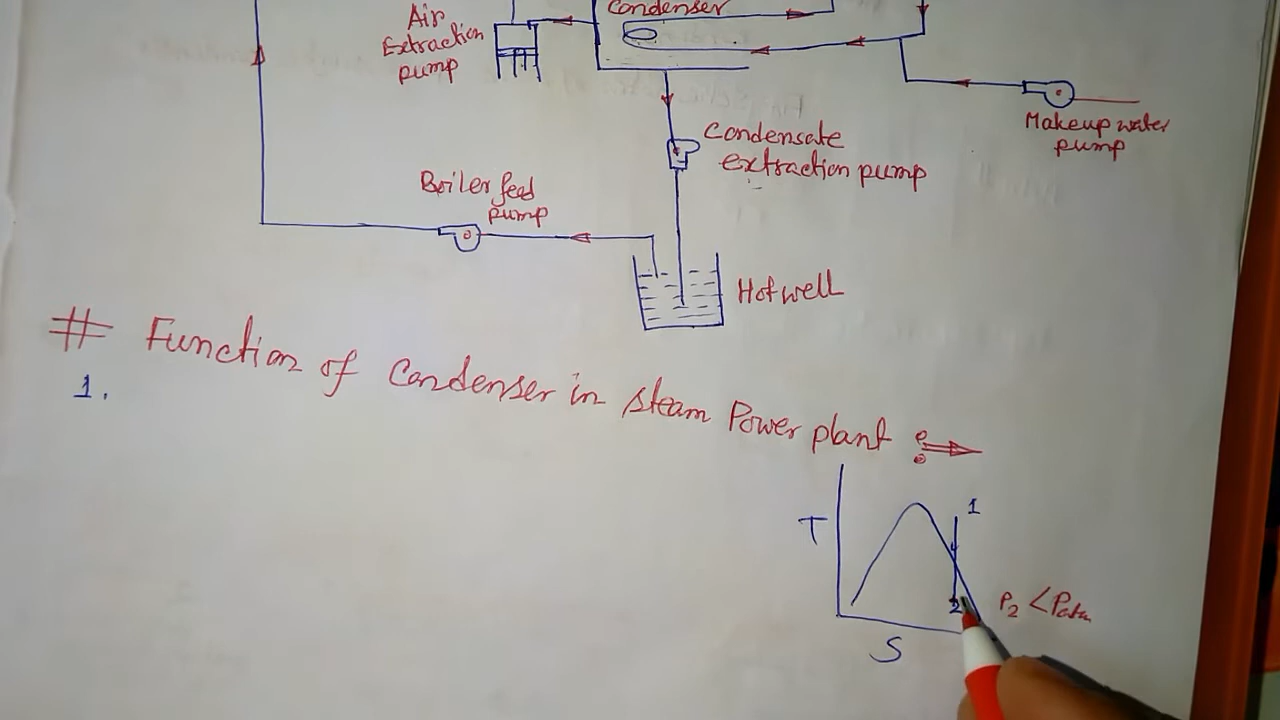 Condenser
Air
Extraction
pump
Makeup water
pump
Condensate
extraction pump
Boiler feed
pump
Hotwell
# Function of Condenser in steam Power plant :
1.
1
T
2
P2 < Patm
S